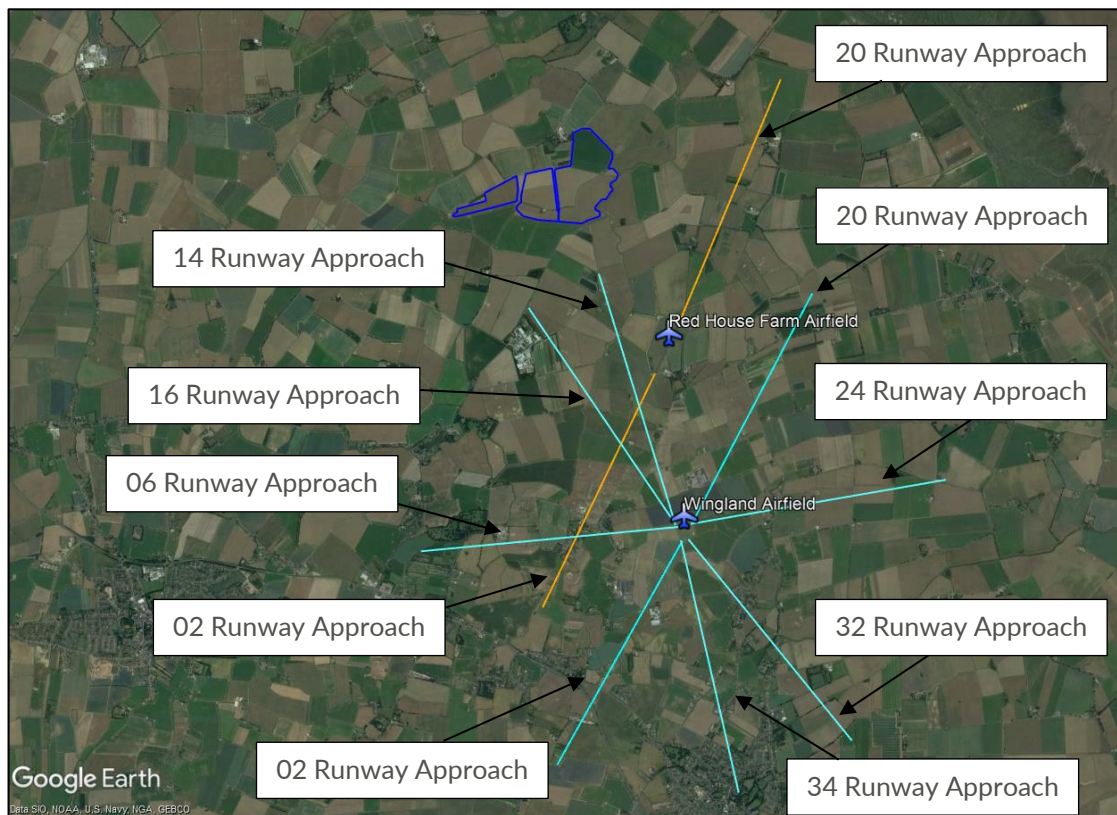 20 Runway Approach
20 Runway Approach
14 Runway Approach
Red House Farm Airfield
16 Runway Approach
24 Runway Approach
06 Runway Approach
Wingland Airfield
02 Runway Approach
32 Runway Approach
02 Runway Approach
34 Runway Approach
Google Earth
Data SIO, NOAA, U.S. Navy, NGA, GEBCO